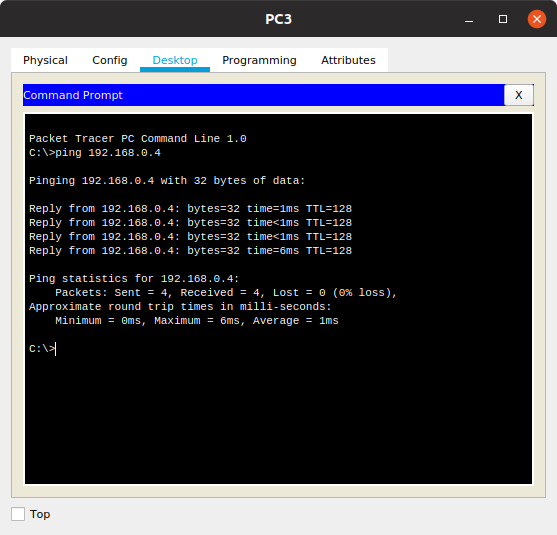 PC3
Physical Config Desktop Programming Attributes
Command Prompt X
Packet Tracer PC Command Line 1.0
C:\>ping 192.168.0.4
Pinging 192.168.0.4 with 32 bytes of data:
Reply from 192.168.0.4: bytes=32 time=1ms TTL=128
Reply from 192.168.0.4: bytes=32 time<1ms TTL=128
Reply from 192.168.0.4: bytes=32 time<1ms TTL=128
Reply from 192.168.0.4: bytes=32 time=6ms TTL=128
Ping statistics for 192.168.0.4:
Packets: Sent = 4, Received = 4, Lost = 0 (0% loss),
Approximate round trip times in milli-seconds:
Minimum = 0ms, Maximum = 6ms, Average = 1ms
C:\>
Top